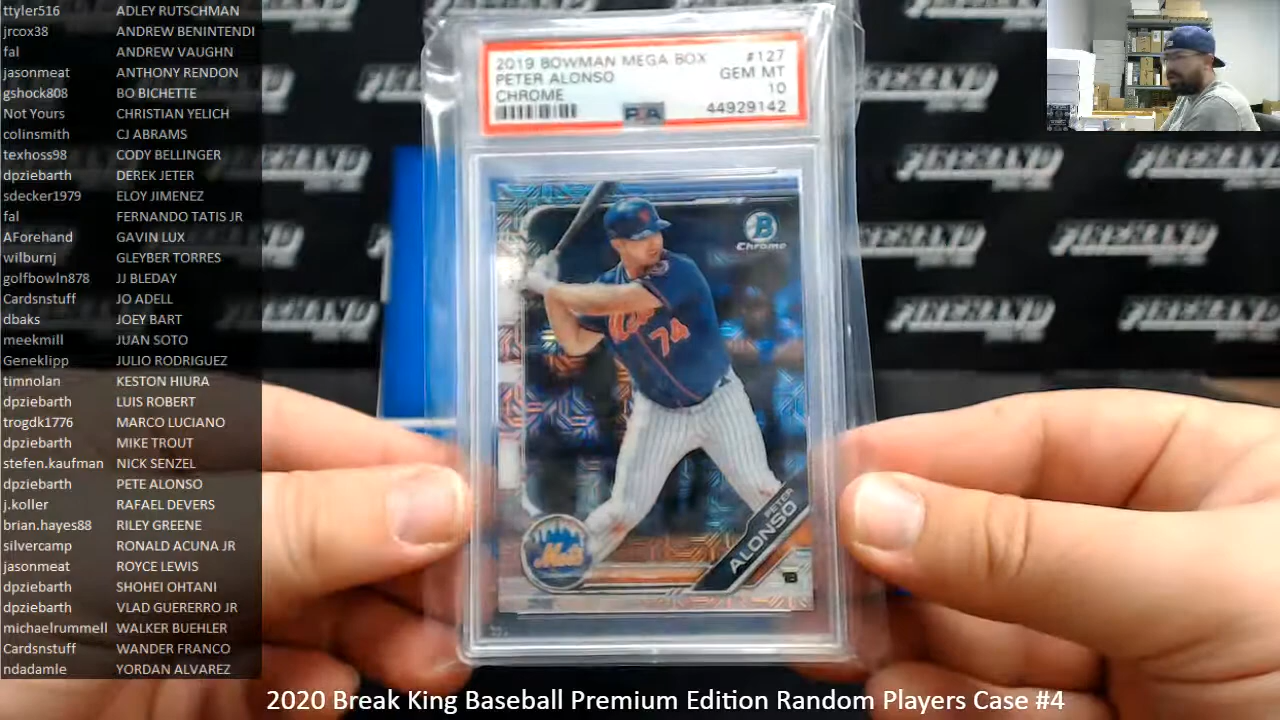 ttyler516 ADLEY RUTSCHMAN
jrcox38 ANDREW BENINTENDI
fal ANDREW VAUGHN
jasonmeat ANTHONY RENDON
gshock808 BO BICHETTE
Not Yours CHRISTIAN YELICH
colinsmith CJ ABRAMS
texhoss98 CODY BELLINGER
dpziebarth DEREK JETER
sdecker1979 ELOY JIMENEZ
fal FERNANDO TATIS JR
AForehand GAVIN LUX
wilburnj GLEYBER TORRES
golfbowln878 JJ BLEDAY
Cardsnstuff JO ADELL
dbaks JOEY BART
meekmill JUAN SOTO
Geneklipp JULIO RODRIGUEZ
timnolan KESTON HIURA
dpziebarth LUIS ROBERT
trogdk1776 MARCO LUCIANO
dpziebarth MIKE TROUT
stefen.kaufman NICK SENZEL
dpziebarth PETE ALONSO
j.koller RAFAEL DEVERS
brian.hayes88 RILEY GREENE
silvercamp RONALD ACUNA JR
jasonmeat ROYCE LEWIS
dpziebarth SHOHEI OHTANI
dpziebarth VLAD GUERERRO JR
michaelrummell WALKER BUEHLER
Cardsnstuff WANDER FRANCO
ndadamle YORDAN ALVAREZ
2019 BOWMAN MEGA BOX #127
PETER ALONSO GEM MT
CHROME 10
PSA 44929142
B
Chrome
Mets
74
PETER
ALONSO
Mets
FIREHAND
FIREHAND
FIREHAND
FIREHAND
FIREHAND
FIREHAND
2020 Break King Baseball Premium Edition Random Players Case #4